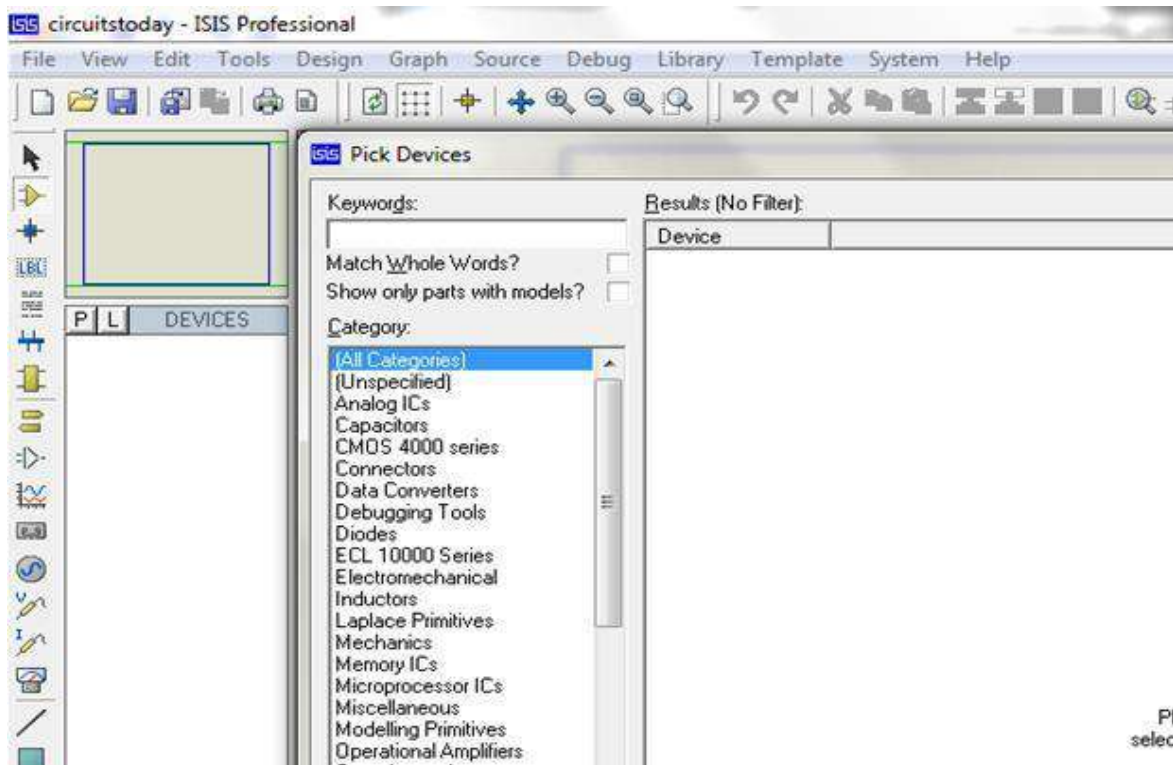 isis circuitstoday - ISIS Professional
File View Edit Tools Design Graph Source Debug Library Template System Help
isis Pick Devices
Keywords:
Results (No Filter):
Device
Match Whole Words?
Show only parts with models?
LBL
P L DEVICES
Category:
(All Categories)
(Unspecified)
Analog ICs
Capacitors
CMOS 4000 series
Connectors
Data Converters
Debugging Tools
Diodes
ECL 10000 Series
Electromechanical
Inductors
Laplace Primitives
Mechanics
Memory ICs
Microprocessor ICs
Miscellaneous
Modelling Primitives
Operational Amplifiers
V
I